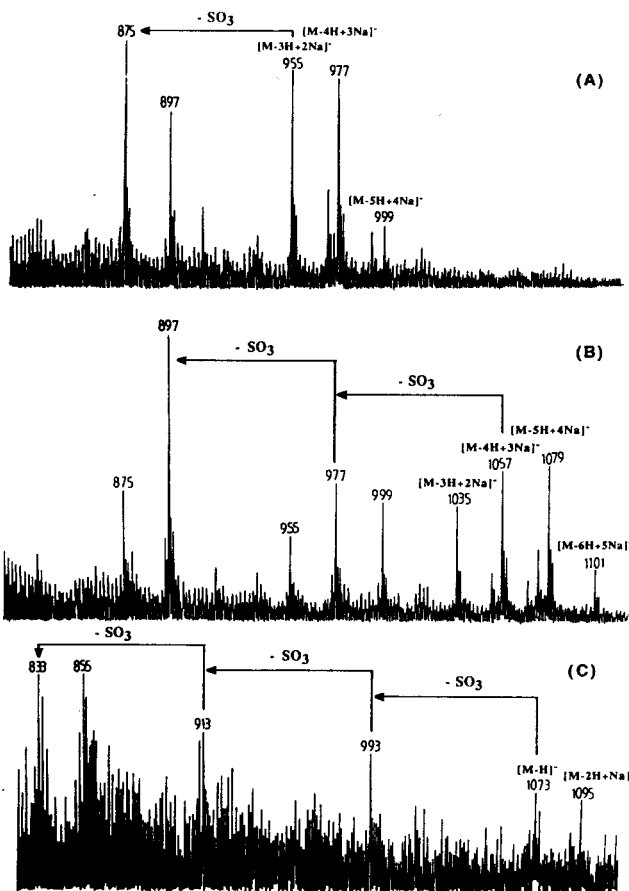 - SO3
875
[M-4H+3Na]-
[M-3H+2Na]-
955
977
(A)
897
[M-5H+4Na]-
999
897
(B)
- SO3
- SO3
[M-5H+4Na]-
[M-4H+3Na]-
1057
1079
977
875
[M-3H+2Na]-
1035
999
955
[M-6H+5Na]-
1101
- SO3
(C)
833
855
- SO3
- SO3
913
993
[M-H]-
1073
[M-2H+Na]-
1095